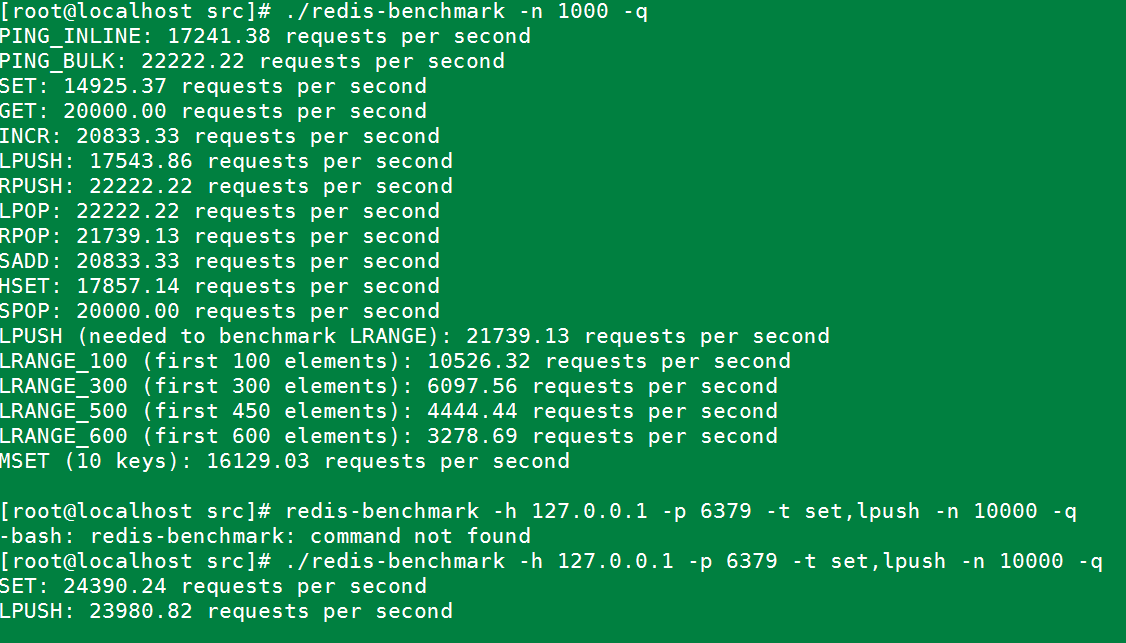 [root@localhost src]# ./redis-benchmark -n 1000 -q
PING_INLINE: 17241.38 requests per second
PING_BULK: 22222.22 requests per second
SET: 14925.37 requests per second
GET: 20000.00 requests per second
INCR: 20833.33 requests per second
LPUSH: 17543.86 requests per second
RPUSH: 22222.22 requests per second
LPOP: 22222.22 requests per second
RPOP: 21739.13 requests per second
SADD: 20833.33 requests per second
HSET: 17857.14 requests per second
SPOP: 20000.00 requests per second
LPUSH (needed to benchmark LRANGE): 21739.13 requests per second
LRANGE_100 (first 100 elements): 10526.32 requests per second
LRANGE_300 (first 300 elements): 6097.56 requests per second
LRANGE_500 (first 450 elements): 4444.44 requests per second
LRANGE_600 (first 600 elements): 3278.69 requests per second
MSET (10 keys): 16129.03 requests per second
[root@localhost src]# redis-benchmark -h 127.0.0.1 -p 6379 -t set,lpush -n 10000 -q
-bash: redis-benchmark: command not found
[root@localhost src]# ./redis-benchmark -h 127.0.0.1 -p 6379 -t set,lpush -n 10000 -q
SET: 24390.24 requests per second
LPUSH: 23980.82 requests per second